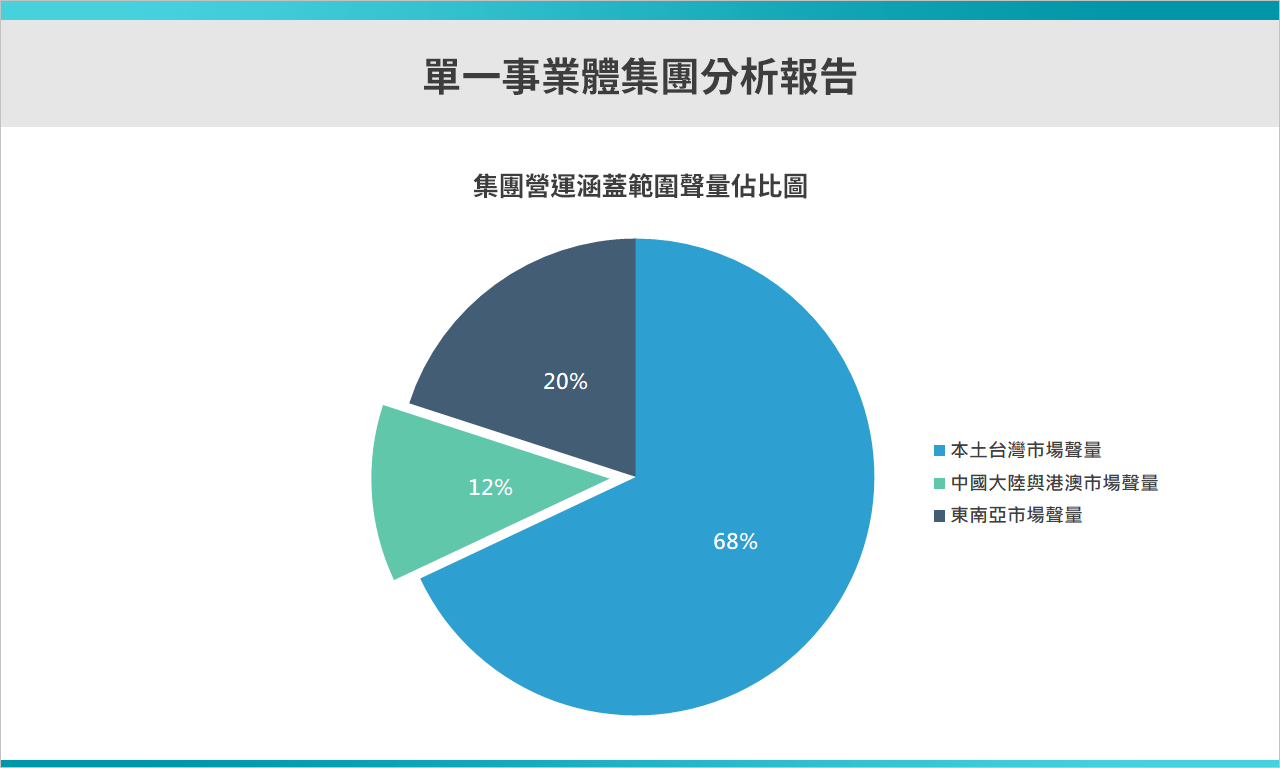 單一事業體集團分析報告
集團營運涵蓋範圍聲量佔比圖
20%
12%
68%
本土台灣市場聲量
中國大陸與港澳市場聲量
東南亞市場聲量